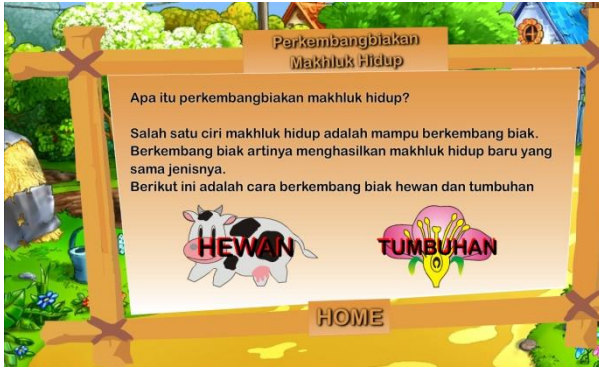 Perkembangbiakan
Makhluk Hidup
Apa itu perkembangbiakan makhluk hidup?
Salah satu ciri makhluk hidup adalah mampu berkembang biak.
Berkembang biak artinya menghasilkan makhluk hidup baru yang
sama jenisnya.
Berikut ini adalah cara berkembang biak hewan dan tumbuhan
HEWAN
TUMBUHAN
HOME